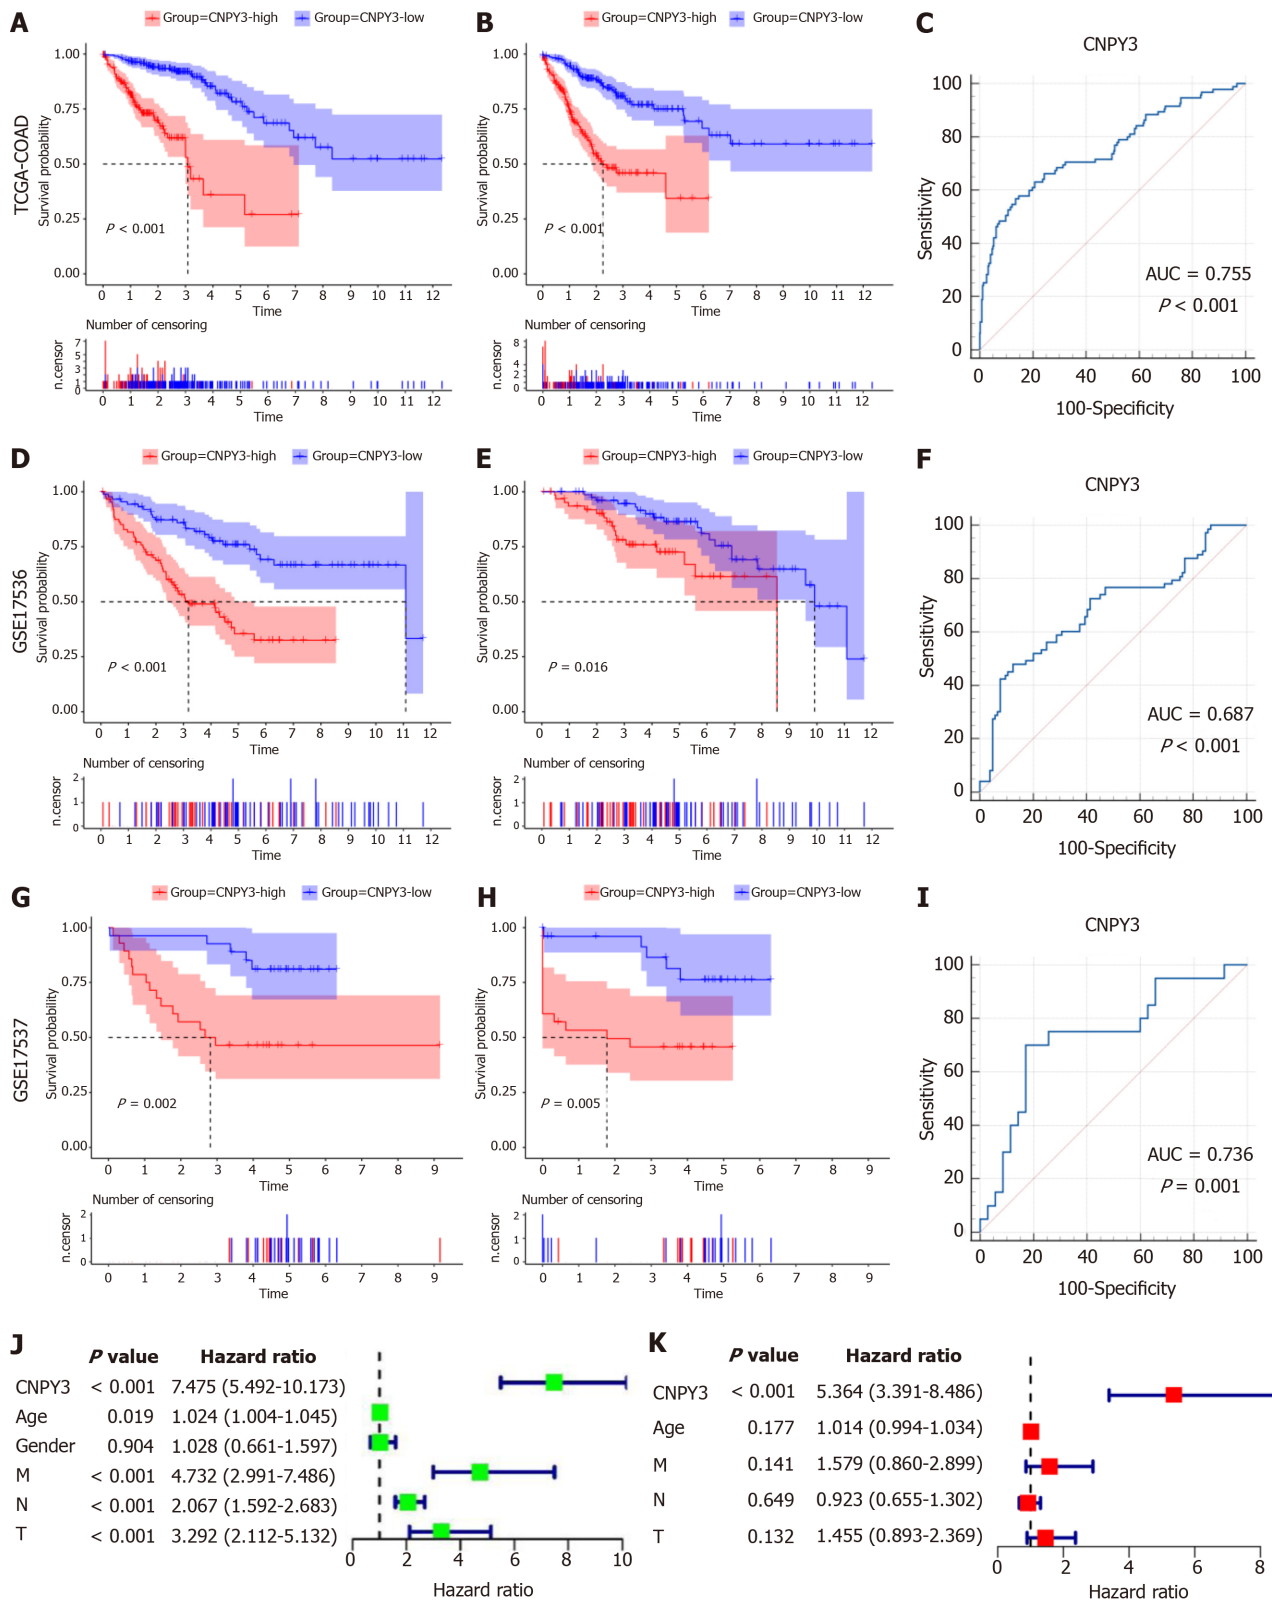 A
Group=CNPY3-high Group=CNPY3-low
TCGA-COAD
Survival probability
1.00
0.75
0.50
0.25
0.00
P < 0.001
0 1 2 3 4 5 6 7 8 9 10 11 12
Time
Number of censoring
n.censor
7
5
3
1
0
0 1 2 3 4 5 6 7 8 9 10 11 12
Time
B
Group=CNPY3-high Group=CNPY3-low
Survival probability
1.00
0.75
0.50
0.25
0.00
P < 0.001
0 1 2 3 4 5 6 7 8 9 10 11 12
Time
Number of censoring
n.censor
8
4
2
0
0 1 2 3 4 5 6 7 8 9 10 11 12
Time
C
CNPY3
Sensitivity
100
80
60
40
20
0
AUC = 0.755
P < 0.001
0 20 40 60 80 100
100-Specificity
D
Group=CNPY3-high Group=CNPY3-low
GSE17536
Survival probability
1.00
0.75
0.50
0.25
0.00
P < 0.001
0 1 2 3 4 5 6 7 8 9 10 11 12
Time
Number of censoring
n.censor
2
1
0
0 1 2 3 4 5 6 7 8 9 10 11 12
Time
E
Group=CNPY3-high Group=CNPY3-low
Survival probability
1.00
0.75
0.50
0.25
0.00
P = 0.016
0 1 2 3 4 5 6 7 8 9 10 11 12
Time
Number of censoring
n.censor
2
1
0
0 1 2 3 4 5 6 7 8 9 10 11 12
Time
F
CNPY3
Sensitivity
100
80
60
40
20
0
AUC = 0.687
P < 0.001
0 20 40 60 80 100
100-Specificity
G
Group=CNPY3-high Group=CNPY3-low
GSE17537
Survival probability
1.00
0.75
0.50
0.25
0.00
P = 0.002
0 1 2 3 4 5 6 7 8 9
Time
Number of censoring
n.censor
2
1
0
0 1 2 3 4 5 6 7 8 9
Time
H
Group=CNPY3-high Group=CNPY3-low
Survival probability
1.00
0.75
0.50
0.25
0.00
P = 0.005
0 1 2 3 4 5 6 7 8 9
Time
Number of censoring
n.censor
2
1
0
0 1 2 3 4 5 6 7 8 9
Time
I
CNPY3
Sensitivity
100
80
60
40
20
0
AUC = 0.736
P = 0.001
0 20 40 60 80 100
100-Specificity
J
P value Hazard ratio
CNPY3 < 0.001 7.475 (5.492-10.173)
Age 0.019 1.024 (1.004-1.045)
Gender 0.904 1.028 (0.661-1.597)
M < 0.001 4.732 (2.991-7.486)
N < 0.001 2.067 (1.592-2.683)
T < 0.001 3.292 (2.112-5.132)
0 2 4 6 8 10
Hazard ratio
K
P value Hazard ratio
CNPY3 < 0.001 5.364 (3.391-8.486)
Age 0.177 1.014 (0.994-1.034)
M 0.141 1.579 (0.860-2.899)
N 0.649 0.923 (0.655-1.302)
T 0.132 1.455 (0.893-2.369)
0 2 4 6 8
Hazard ratio